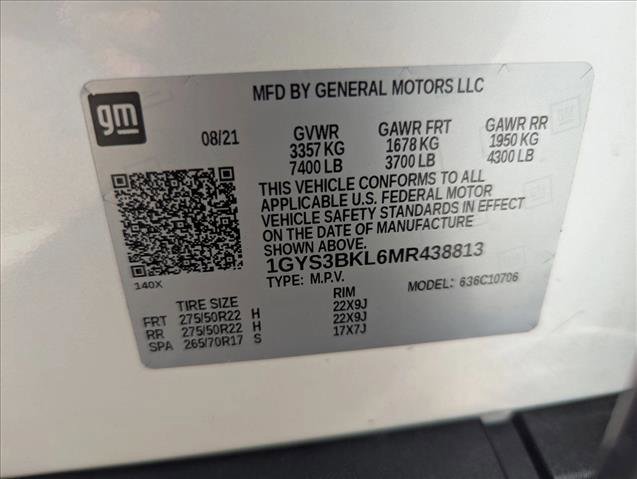 gm
MFD BY GENERAL MOTORS LLC
08/21 GVWR GAWR FRT GAWR RR
3357 KG 1678 KG 1950 KG
7400 LB 3700 LB 4300 LB
THIS VEHICLE CONFORMS TO ALL
APPLICABLE U.S. FEDERAL MOTOR
VEHICLE SAFETY STANDARDS IN EFFECT
ON THE DATE OF MANUFACTURE
SHOWN ABOVE.
1GYS3BKL6MR438813
140X
TYPE: M.P.V. MODEL: 636C10706
TIRE SIZE RIM
FRT 275/50R22 H 22X9J
RR 275/50R22 H 22X9J
SPA 265/70R17 S 17X7J